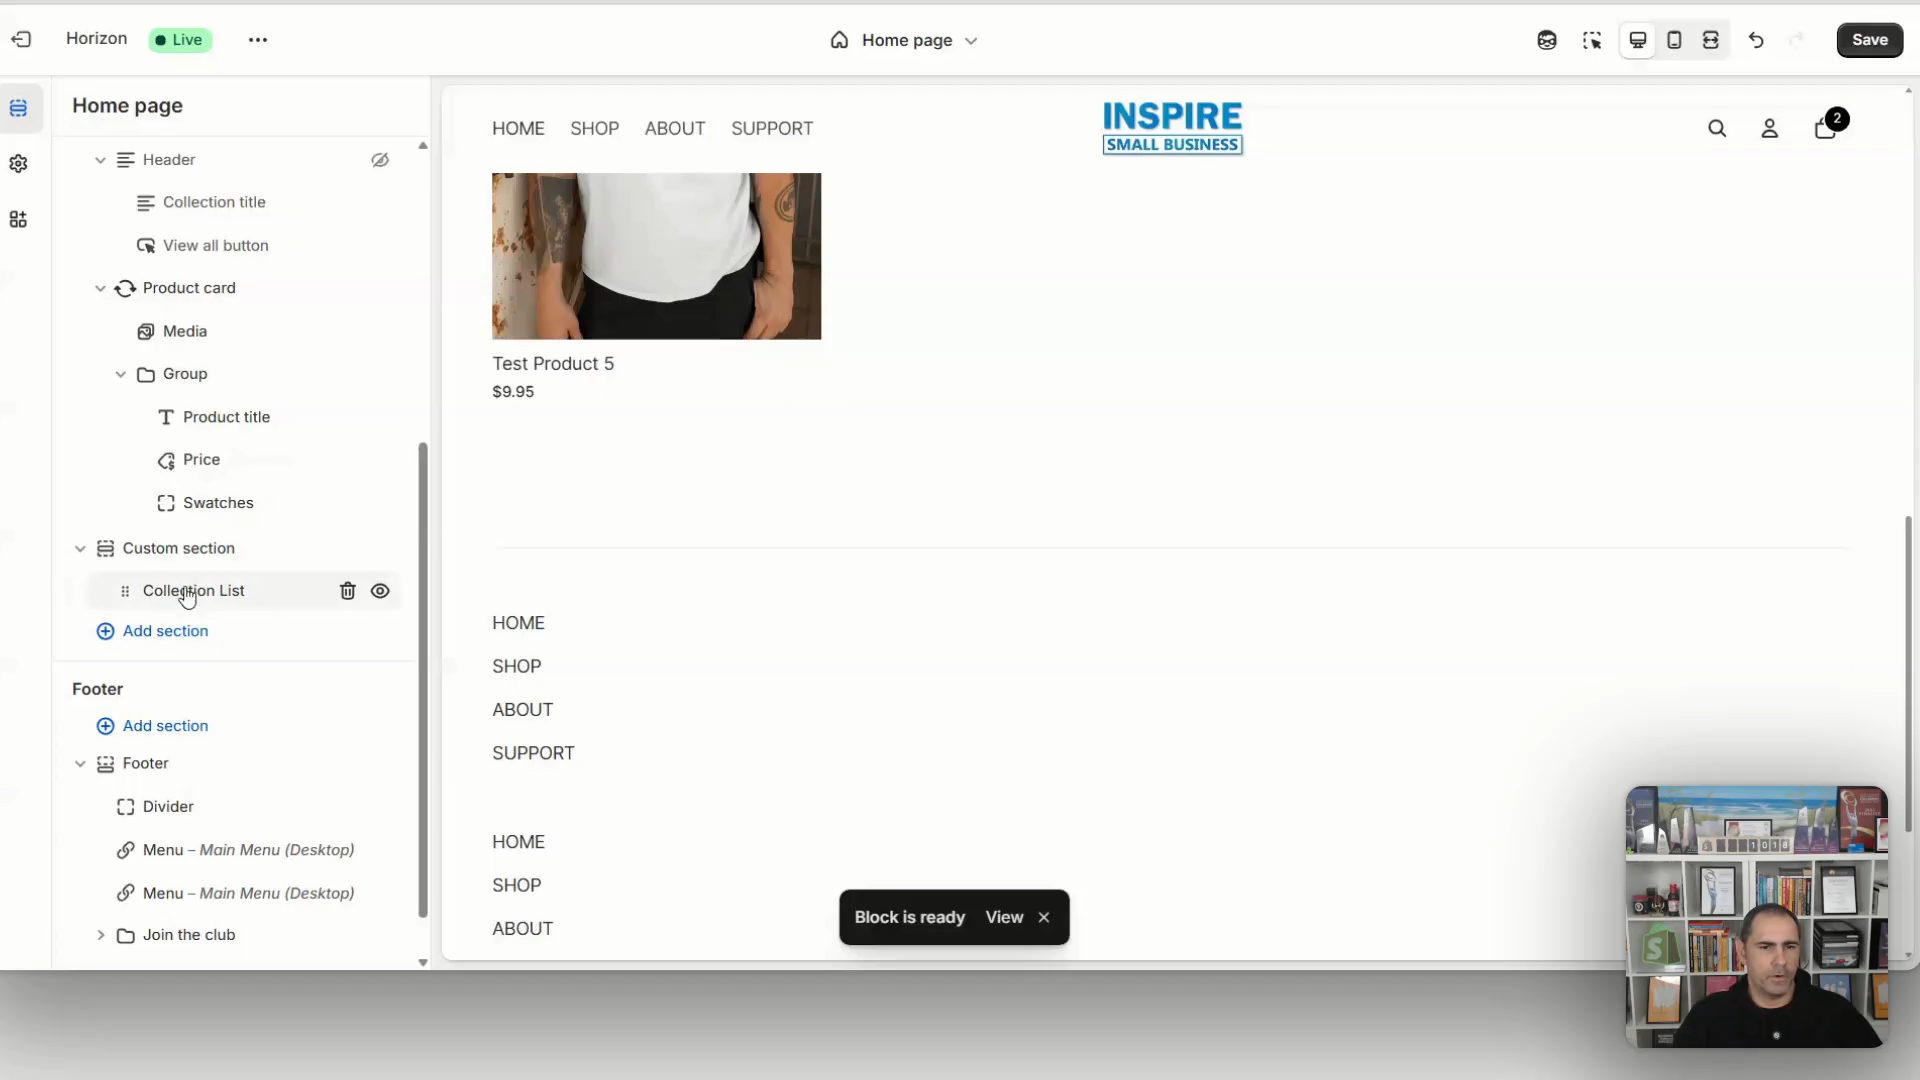 Horizon
Live
Home page
Save
Home page
Header
Collection title
View all button
Product card
Media
Group
Product title
Price
Swatches
Custom section
Collection List
Add section
Footer
Add section
Footer
Divider
Menu – Main Menu (Desktop)
Menu – Main Menu (Desktop)
Join the club
HOME
SHOP
ABOUT
SUPPORT
INSPIRE
SMALL BUSINESS
2
Test Product 5
$9.95
HOME
SHOP
ABOUT
SUPPORT
HOME
SHOP
ABOUT
Block is ready
View
1018